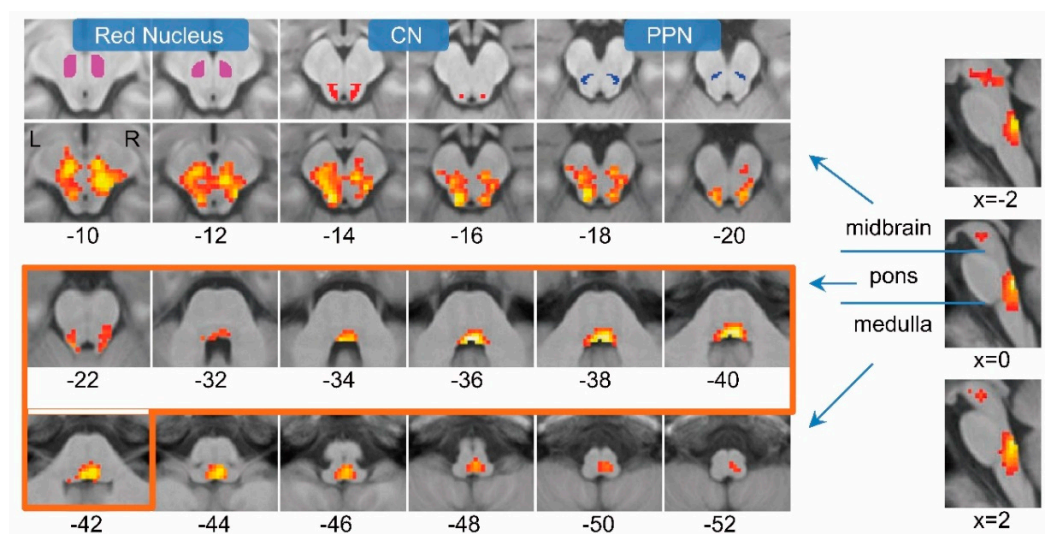 Red Nucleus CN PPN
L R
-10 -12 -14 -16 -18 -20
x=-2
midbrain
pons
medulla
-22 -32 -34 -36 -38 -40
x=0
-42 -44 -46 -48 -50 -52
x=2